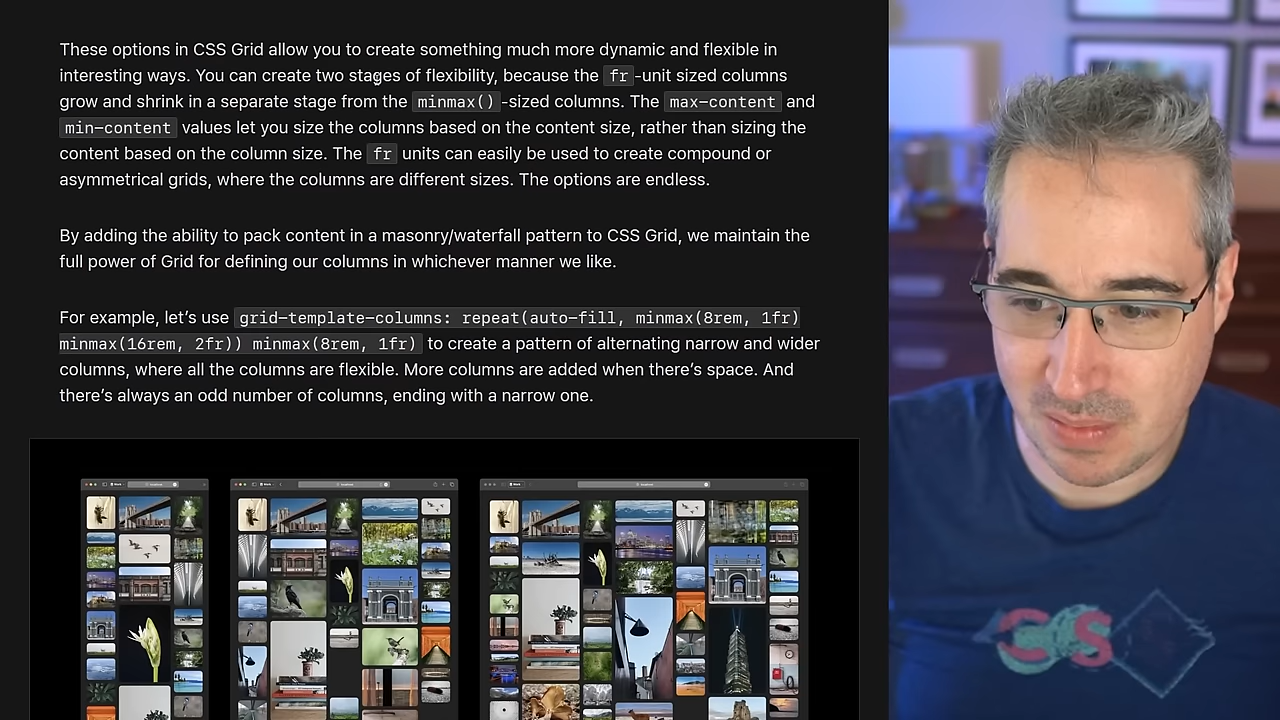 These options in CSS Grid allow you to create something much more dynamic and flexible in
interesting ways. You can create two stages of flexibility, because the fr-unit sized columns
grow and shrink in a separate stage from the minmax()-sized columns. The max-content and
min-content values let you size the columns based on the content size, rather than sizing the
content based on the column size. The fr units can easily be used to create compound or
asymmetrical grids, where the columns are different sizes. The options are endless.
By adding the ability to pack content in a masonry/waterfall pattern to CSS Grid, we maintain the
full power of Grid for defining our columns in whichever manner we like.
For example, let’s use grid-template-columns: repeat(auto-fill, minmax(8rem, 1fr)
minmax(16rem, 2fr)) minmax(8rem, 1fr) to create a pattern of alternating narrow and wider
columns, where all the columns are flexible. More columns are added when there’s space. And
there’s always an odd number of columns, ending with a narrow one.